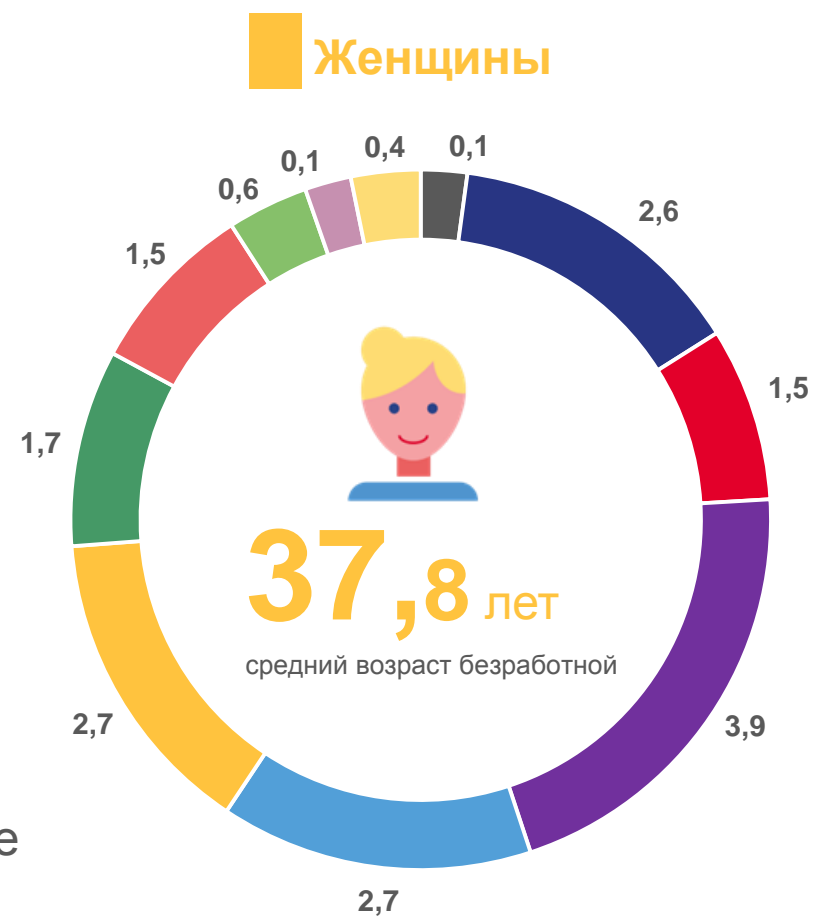 Женщины
0,1
0,4
0,1
0,6
2,6
1,5
1,5
1,7
37,8 лет
средний возраст безработной
2,7
3,9
е
2,7